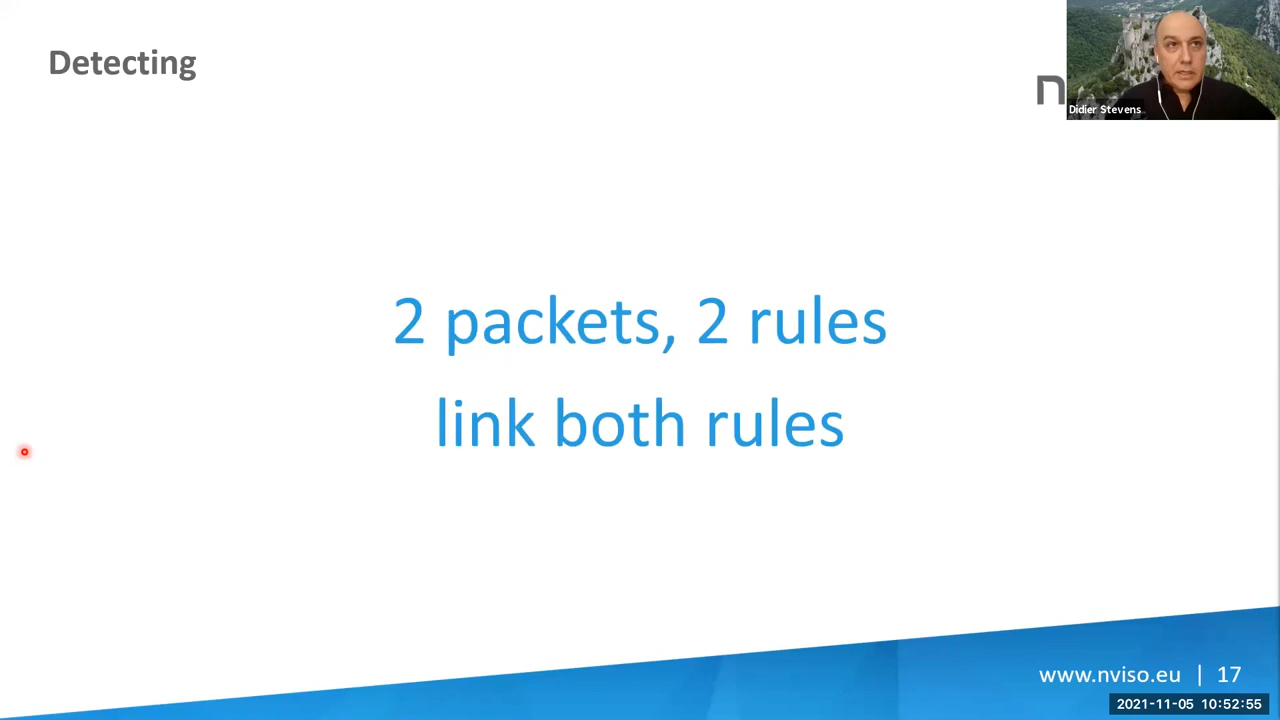 Detecting
n
Didier Stevens
2 packets, 2 rules
link both rules
www.nviso.eu | 17
2021-11-05 10:52:55